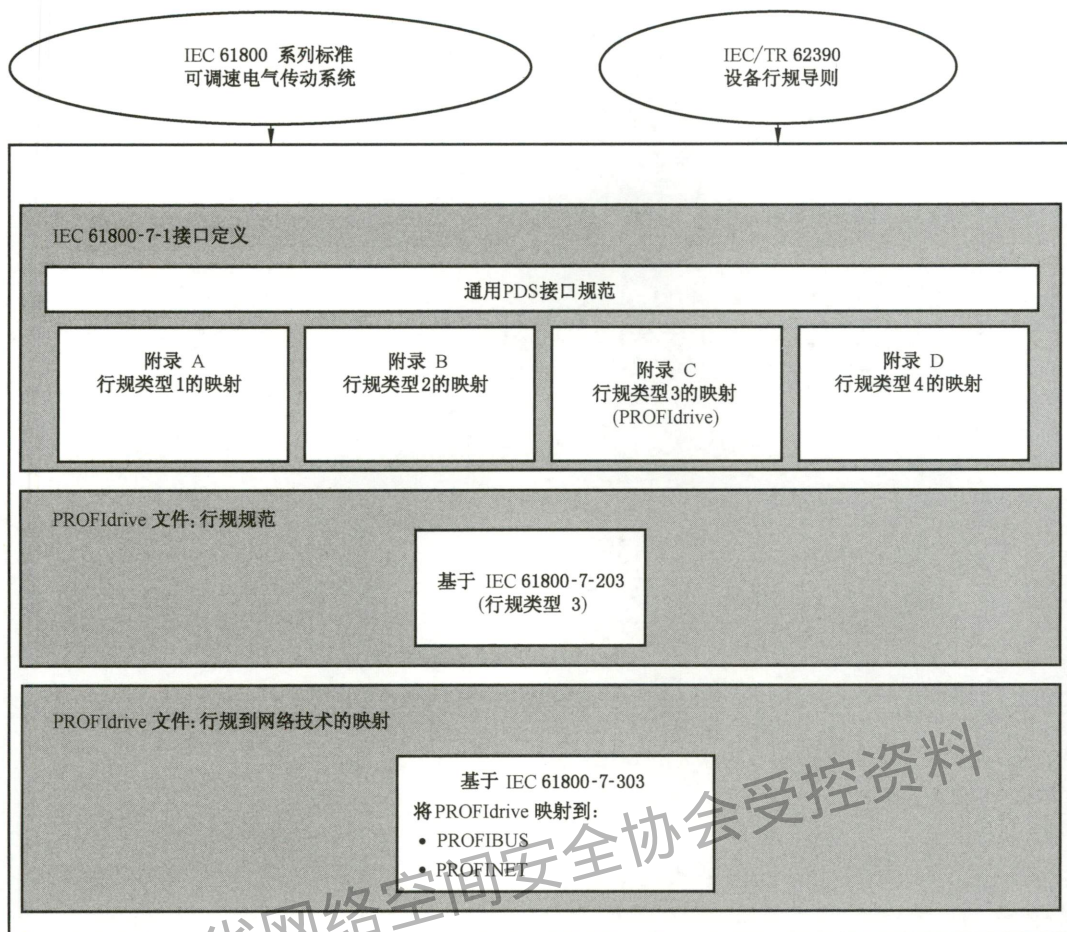 IEC 61800 系列标准
可调速电气传动系统
IEC/TR 62390
设备行规导则
IEC 61800-7-1接口定义
通用PDS接口规范
附录 A
行规类型1的映射
附录 B
行规类型2的映射
附录 C
行规类型3的映射
(PROFIdrive)
附录 D
行规类型4的映射
PROFIdrive 文件:行规规范
基于 IEC 61800-7-203
(行规类型 3)
PROFIdrive 文件:行规到网络技术的映射
基于 IEC 61800-7-303
将PROFIdrive 映射到:
• PROFIBUS
• PROFINET
省网络空间安全协会受控资料